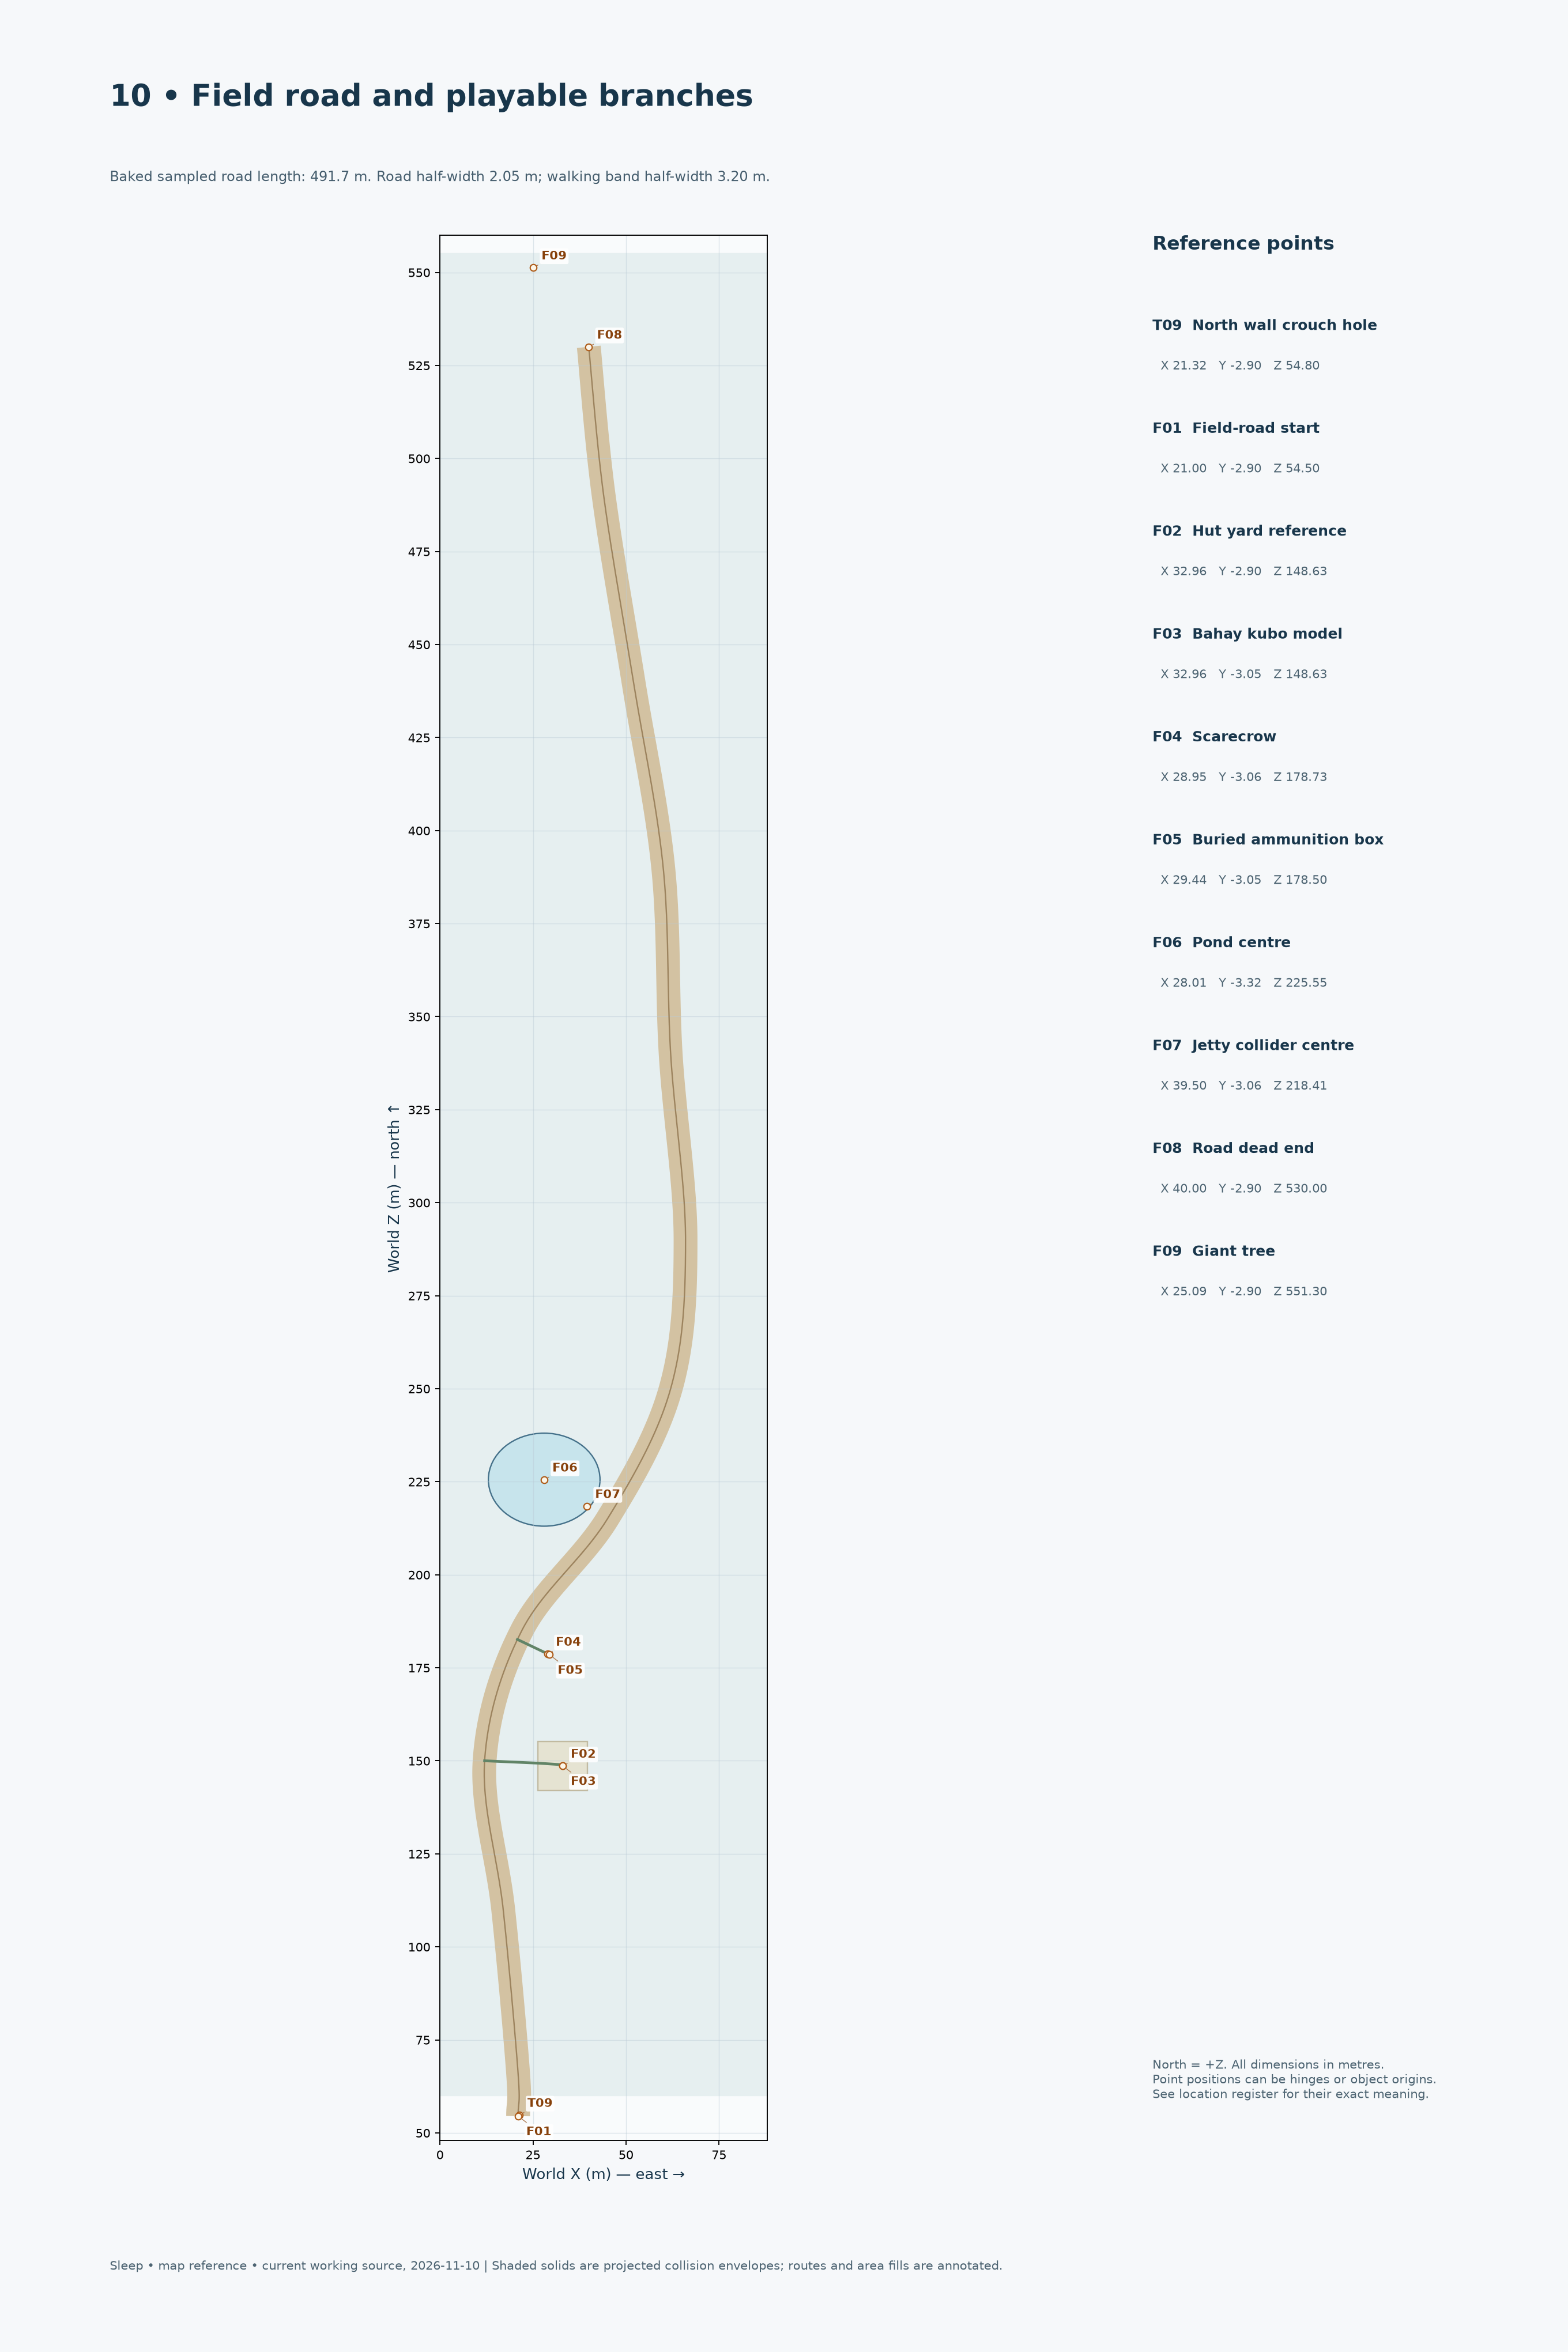 10 • Field road and playable branches
Baked sampled road length: 491.7 m. Road half-width 2.05 m; walking band half-width 3.20 m.
F09
F08
F06
F07
F04
F05
F02
F03
T09
F01
550
525
500
475
450
425
400
375
350
325
300
275
250
225
200
175
150
125
100
75
50
0 25 50 75
World Z (m) — north ↑
World X (m) — east →
Reference points
T09 North wall crouch hole
X 21.32 Y -2.90 Z 54.80
F01 Field-road start
X 21.00 Y -2.90 Z 54.50
F02 Hut yard reference
X 32.96 Y -2.90 Z 148.63
F03 Bahay kubo model
X 32.96 Y -3.05 Z 148.63
F04 Scarecrow
X 28.95 Y -3.06 Z 178.73
F05 Buried ammunition box
X 29.44 Y -3.05 Z 178.50
F06 Pond centre
X 28.01 Y -3.32 Z 225.55
F07 Jetty collider centre
X 39.50 Y -3.06 Z 218.41
F08 Road dead end
X 40.00 Y -2.90 Z 530.00
F09 Giant tree
X 25.09 Y -2.90 Z 551.30
North = +Z. All dimensions in metres.
Point positions can be hinges or object origins.
See location register for their exact meaning.
Sleep • map reference • current working source, 2026-11-10 | Shaded solids are projected collision envelopes; routes and area fills are annotated.